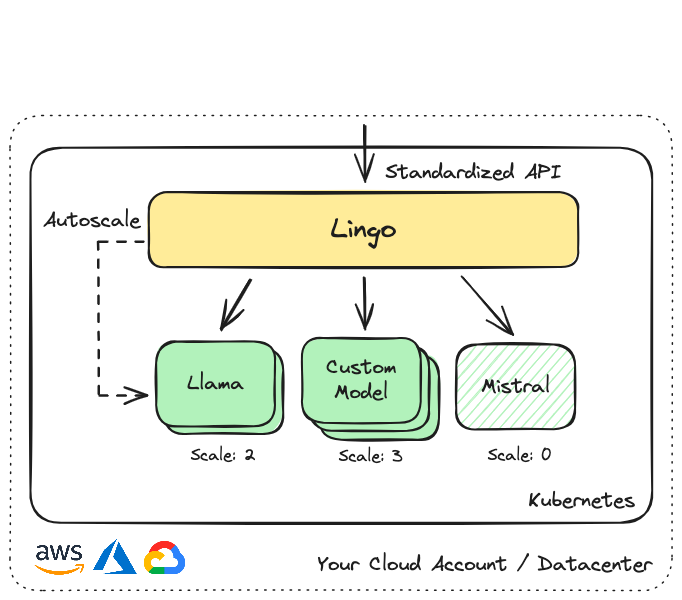 Standardized API
Autoscale
Lingo
Llama
Custom
Model
Mistral
Scale: 2
Scale: 3
Scale: 0
Kubernetes
aws
Your Cloud Account / Datacenter